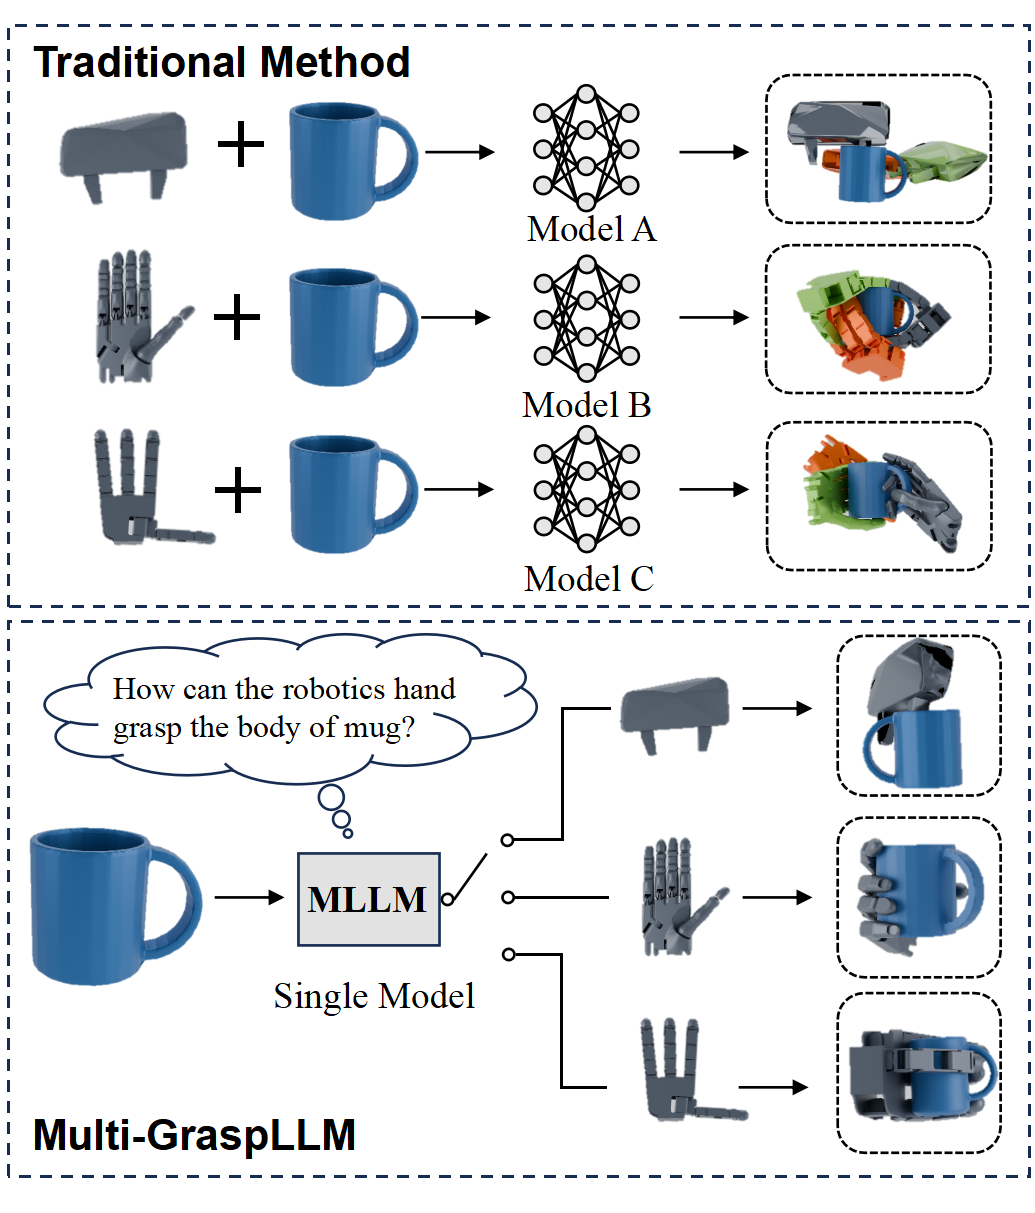 Traditional Method
Model A
Model B
Model C
How can the robotics hand
grasp the body of mug?
MLLM
Single Model
Multi-GraspLLM